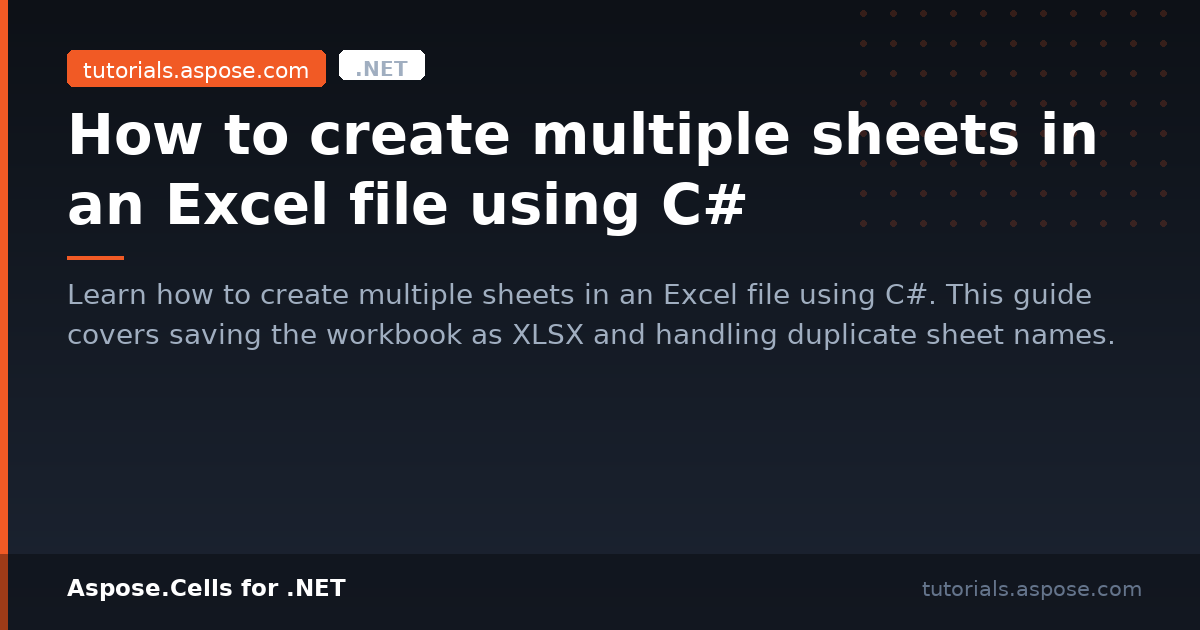 tutorials.aspose.com
.NET
How to create multiple sheets in
an Excel file using C#
Learn how to create multiple sheets in an Excel file using C#. This guide
covers saving the workbook as XLSX and handling duplicate sheet names.
Aspose.Cells for .NET
tutorials.aspose.com